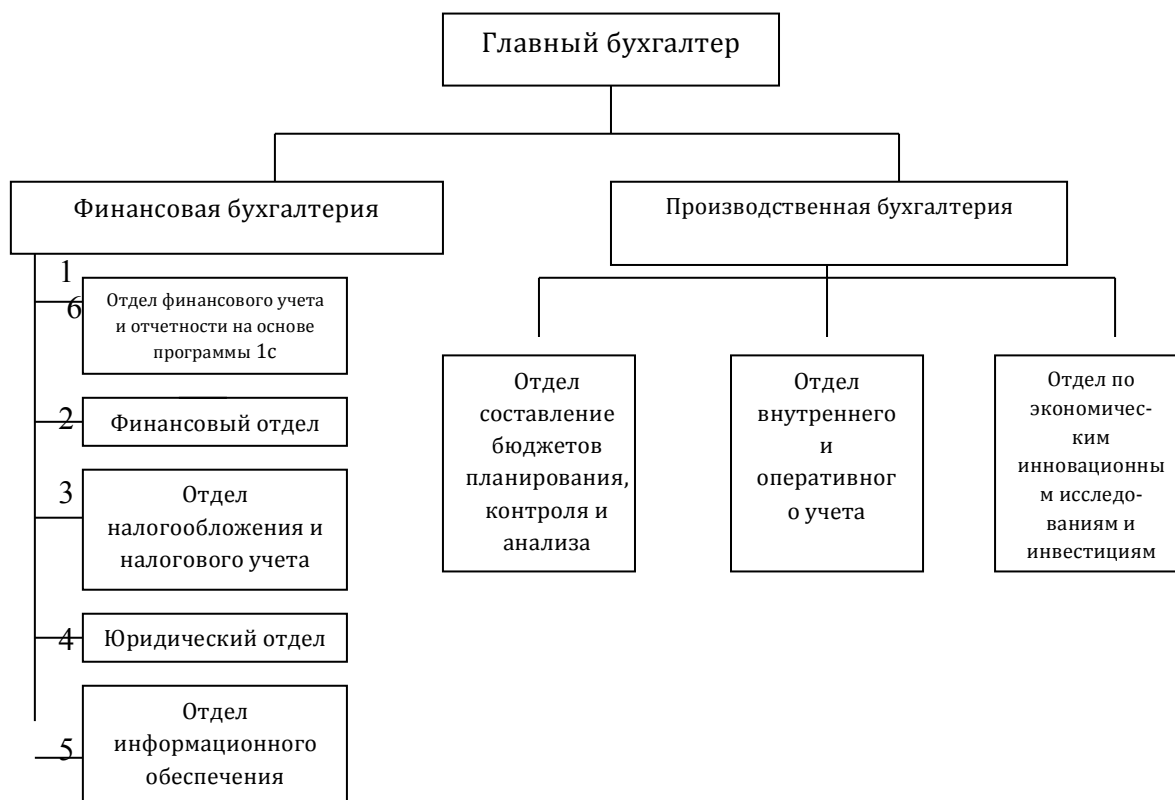 Главный бухгалтер
Финансовая бухгалтерия
1
6
Отдел финансового учета
и отчетности на основе
программы 1с
2
Финансовый отдел
3
Отдел
налогообложения и
налогового учета
4
Юридический отдел
5
Отдел
информационного
обеспечения
Производственная бухгалтерия
Отдел
составление
бюджетов
планирования,
контроля и
анализа
Отдел
внутреннего
и
оперативног
о учета
Отдел по
экономичес-
ким
инновационны
м исследо-
ваниям и
инвестициям